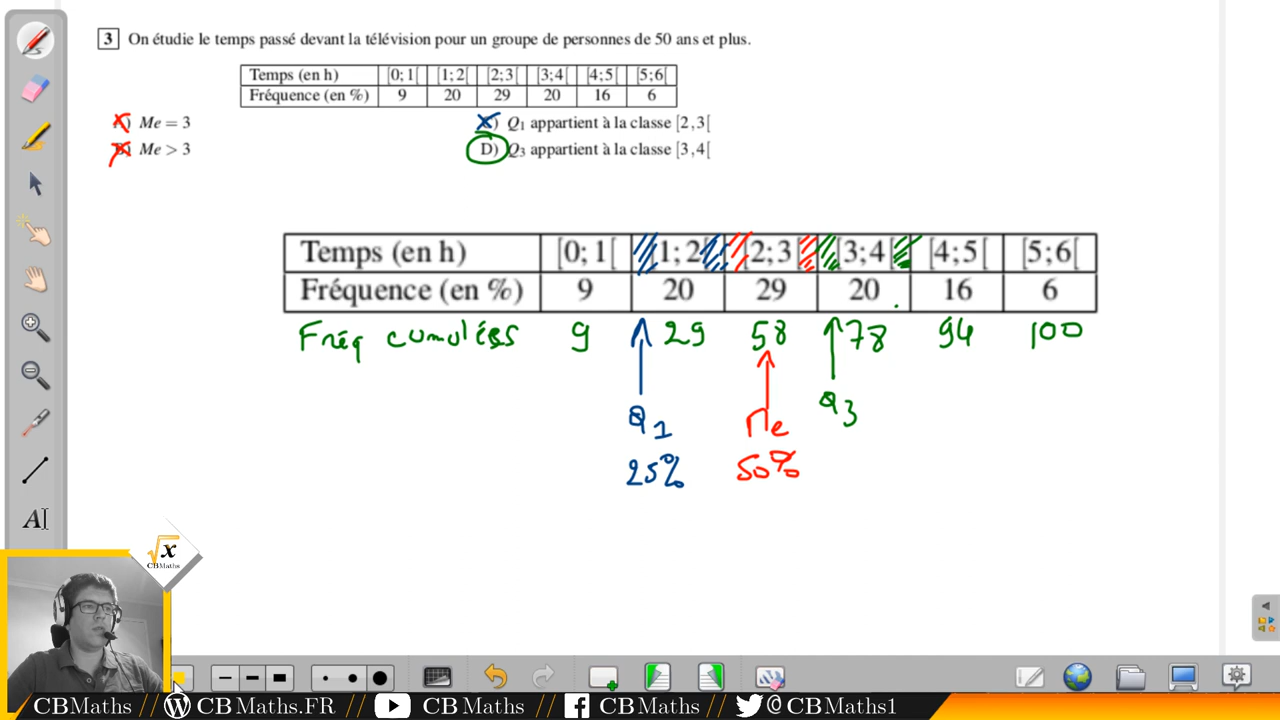 3 On étudie le temps passé devant la télévision pour un groupe de personnes de 50 ans et plus.
Temps (en h) [0; 1[ [1; 2[ [2; 3[ [3; 4[ [4; 5[ [5; 6[
Fréquence (en %) 9 20 29 20 16 6
Me = 3
Q1 appartient à la classe [2,3[
Me > 3
D) Q3 appartient à la classe [3,4[
Temps (en h) [0; 1[ [1; 2[ [2; 3[ [3; 4[ [4; 5[ [5; 6[
Fréquence (en %) 9 20 29 20 16 6
Fréq cumulées 9 29 58 78 94 100
Q1 Me Q3
25% 50%
AI
√x
CBMaths
CBMaths CBMaths.FR CBMaths CBMaths @CBMaths1